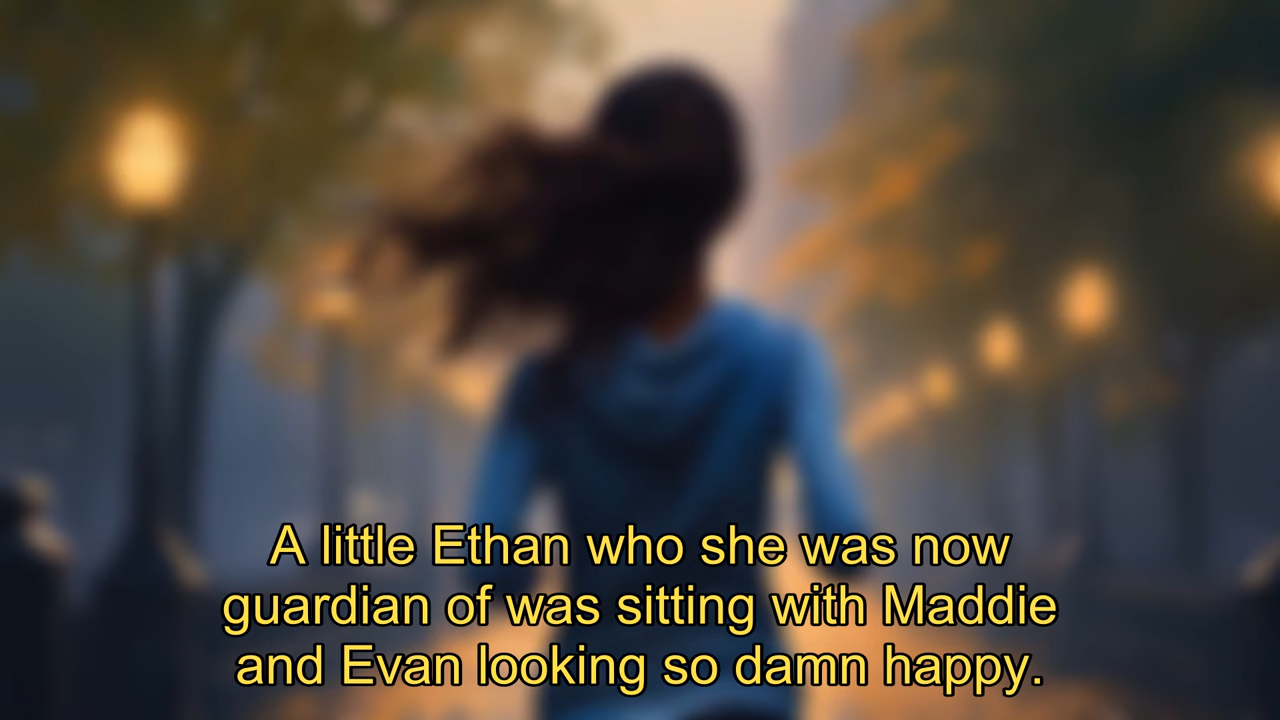 A little Ethan who she was now
guardian of was sitting with Maddie
and Evan looking so damn happy.